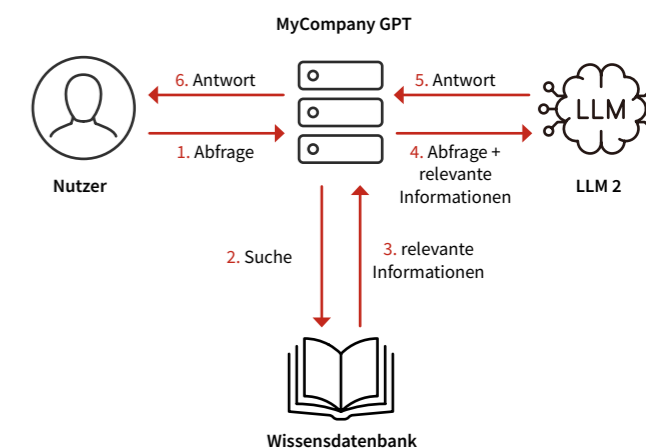 MyCompany GPT
6. Antwort
5. Antwort
LLM
1. Abfrage
4. Abfrage +
relevante
Informationen
Nutzer
LLM 2
2. Suche
3. relevante
Informationen
Wissensdatenbank